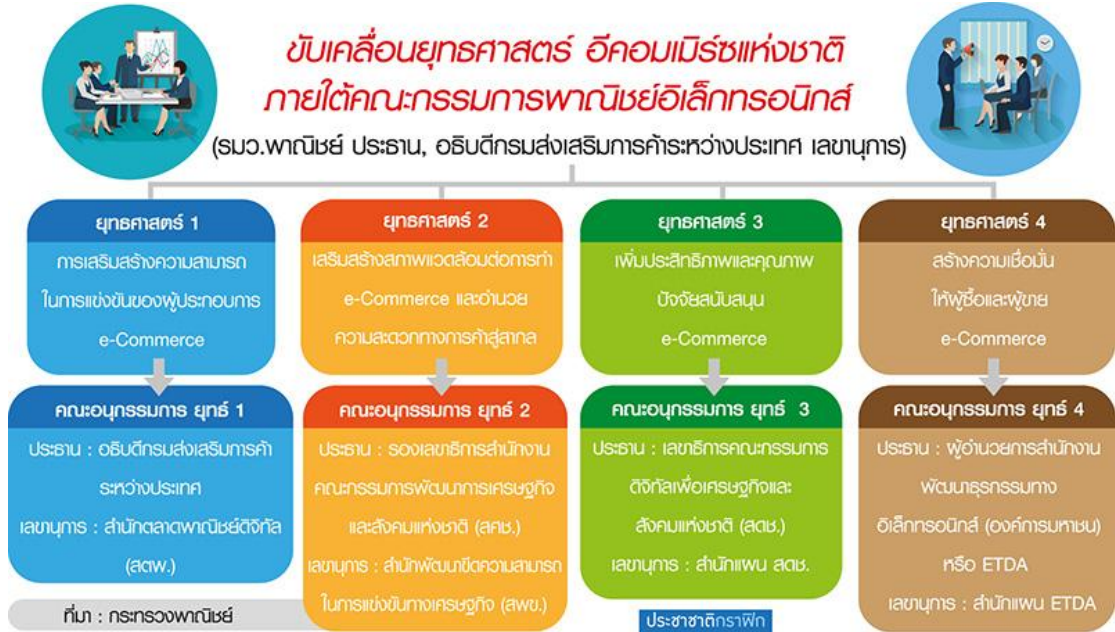 ขับเคลื่อนยุทธศาสตร์ อีคอมเมิร์ซแห่งชาติ
ภายใต้คณะกรรมการพาณิชย์อิเล็กทรอนิกส์
(รมว.พาณิชย์ ประธาน, อธิบดีกรมส่งเสริมการค้าระหว่างประเทศ เลขานุการ)
ยุทธศาสตร์ 1
การเสริมสร้างความสามารถ
ในการแข่งขันของผู้ประกอบการ
e-Commerce
ยุทธศาสตร์ 2
เสริมสร้างสภาพแวดล้อมต่อการทำ
e-Commerce และอำนวย
ความสะดวกทางการค้าสู่สากล
ยุทธศาสตร์ 3
เพิ่มประสิทธิภาพและคุณภาพ
ปัจจัยสนับสนุน
e-Commerce
ยุทธศาสตร์ 4
สร้างความเชื่อมั่น
ให้ผู้ซื้อและผู้ขาย
e-Commerce
คณะอนุกรรมการ ยุทธ์ 1
ประธาน : อธิบดีกรมส่งเสริมการค้า
ระหว่างประเทศ
เลขานุการ : สำนักตลาดพาณิชย์ดิจิทัล
(สตพ.)
คณะอนุกรรมการ ยุทธ์ 2
ประธาน : รองเลขาธิการสำนักงาน
คณะกรรมการพัฒนาการเศรษฐกิจ
และสังคมแห่งชาติ (สศช.)
เลขานุการ : สำนักพัฒนาขีดความสามารถ
ในการแข่งขันทางเศรษฐกิจ (สพข.)
คณะอนุกรรมการ ยุทธ์ 3
ประธาน : เลขาธิการคณะกรรมการ
ดิจิทัลเพื่อเศรษฐกิจและ
สังคมแห่งชาติ (สดช.)
เลขานุการ : สำนักแผน สดช.
คณะอนุกรรมการ ยุทธ์ 4
ประธาน : ผู้อำนวยการสำนักงาน
พัฒนาธุรกรรมทาง
อิเล็กทรอนิกส์ (องค์การมหาชน)
หรือ ETDA
เลขานุการ : สำนักแผน ETDA
ที่มา : กระทรวงพาณิชย์
ประชาชาติกราฟิก